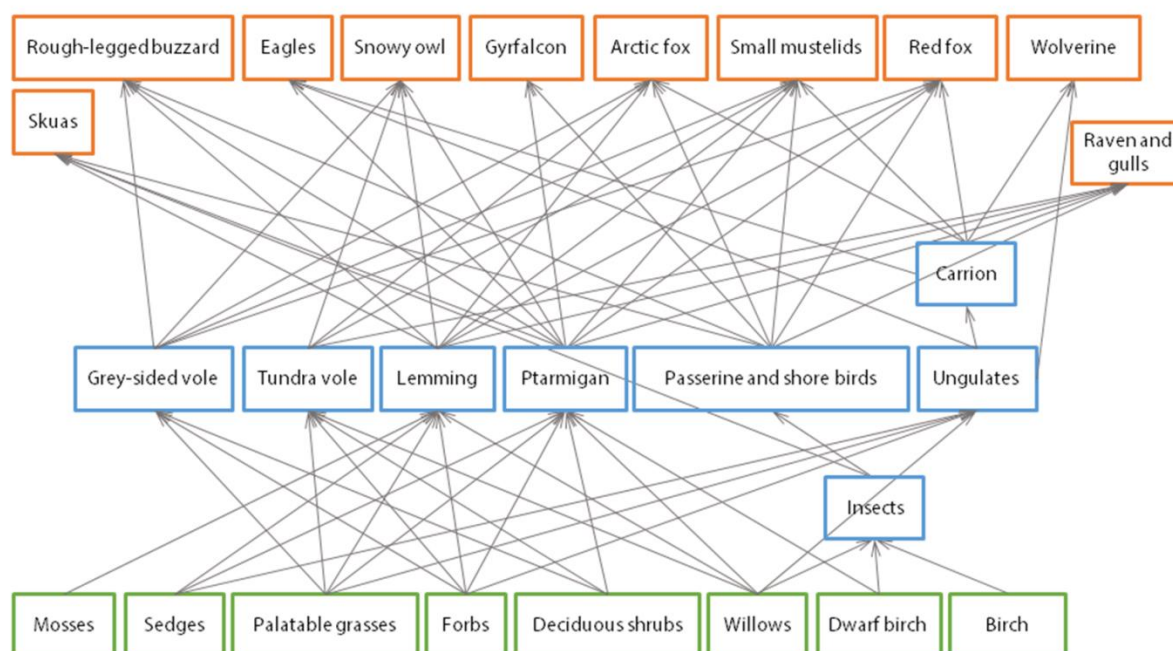 Rough-legged buzzard
Eagles
Snowy owl
Gyrfalcon
Arctic fox
Small mustelids
Red fox
Wolverine
Skuas
Raven and
gulls
Carrion
Grey-sided vole
Tundra vole
Lemming
Ptarmigan
Passerine and shore birds
Ungulates
Insects
Mosses
Sedges
Palatable grasses
Forbs
Deciduous shrubs
Willows
Dwarf birch
Birch